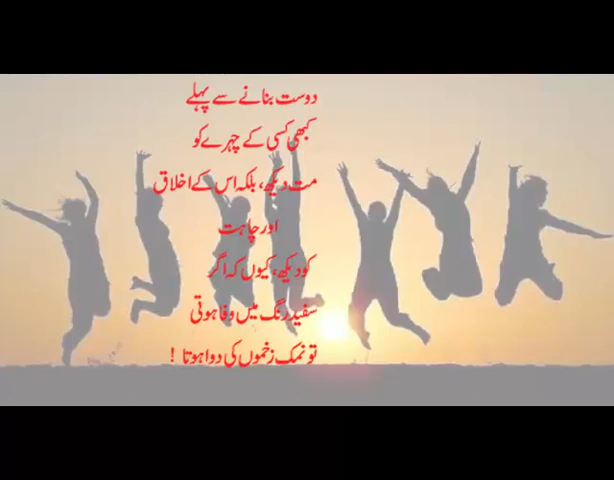 دوست بنانے سے پہلے
کبھی کسی کے چہرے کو
مت دیکھ، بلکہ اس کے اخلاق
اور چاہت
کو دیکھ، کیوں کہ اگر
سفید رنگ میں وفا ہوتی
تو نمک زخموں کی دوا ہوتا !